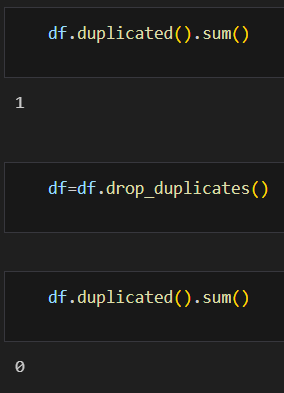 df.duplicated().sum()
1
df=df.drop_duplicates()
df.duplicated().sum()
0